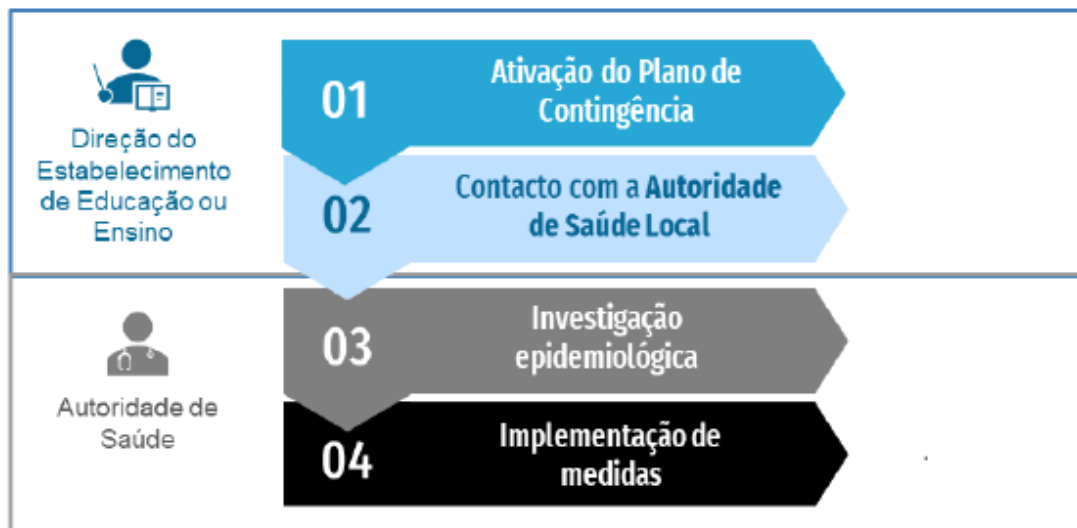 Direção do
Estabelecimento
de Educação ou
Ensino
01
Ativação do Plano de
Contingência
02
Contacto com a Autoridade
de Saúde Local
Autoridade de
Saúde
03
Investigação
epidemiológica
04
Implementação de
medidas